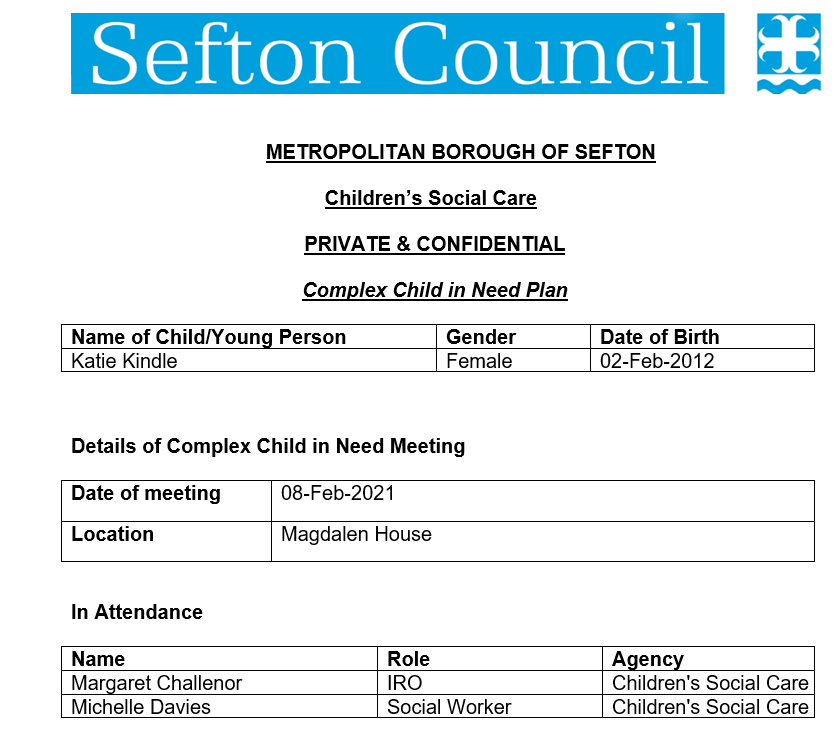 Sefton Council
METROPOLITAN BOROUGH OF SEFTON
Children’s Social Care
PRIVATE & CONFIDENTIAL
Complex Child in Need Plan
Name of Child/Young Person Gender Date of Birth
Katie Kindle Female 02-Feb-2012
Details of Complex Child in Need Meeting
Date of meeting 08-Feb-2021
Location Magdalen House
In Attendance
Name Role Agency
Margaret Challenor IRO Children's Social Care
Michelle Davies Social Worker Children's Social Care